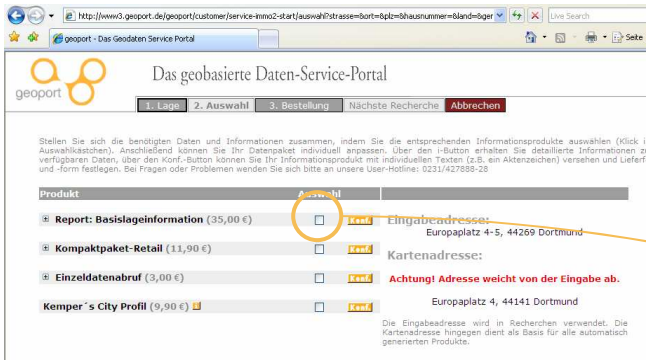 http://www3.geoport.de/geoport/customer/service-immo2-start/auswahl?strasse=&ort=&plz=&hausnummer=&land=&ger
Live Search
geoport - Das Geodaten Service Portal
Seite
geoport
Das geobasierte Daten-Service-Portal
1. Lage
2. Auswahl
3. Bestellung
Nächste Recherche
Abbrechen
Stellen Sie sich die benötigten Daten und Informationen zusammen, indem Sie die entsprechenden Informationsprodukte auswählen (Klick i
Auswahlkästchen). Anschließend können Sie Ihr Datenpaket individuell anpassen. Über den i-Button erhalten Sie detaillierte Informationen z
verfügbaren Daten, über den Konf.-Button können Sie Ihr Informationsprodukt mit individuellen Texten (z.B. ein Aktenzeichen) versehen und Lieferf
und -form festlegen. Bei Fragen oder Problemen wenden Sie sich bitte an unsere User-Hotline: 0231/427888-28
Produkt
Auswahl
Report: Basislageinformation (35,00 €)
Konf.
Kompaktpaket-Retail (11,90 €)
Konf.
Einzeldatenabruf (3,00 €)
Konf.
Kemper´s City Profil (9,90 €)
Konf.
Eingabeadresse:
Europaplatz 4-5, 44269 Dortmund
Kartenadresse:
Achtung! Adresse weicht von der Eingabe ab.
Europaplatz 4, 44141 Dortmund
Die Eingabeadresse wird in Recherchen verwendet. Die
Kartenadresse hingegen dient als Basis für alle automatisch
generierten Produkte.